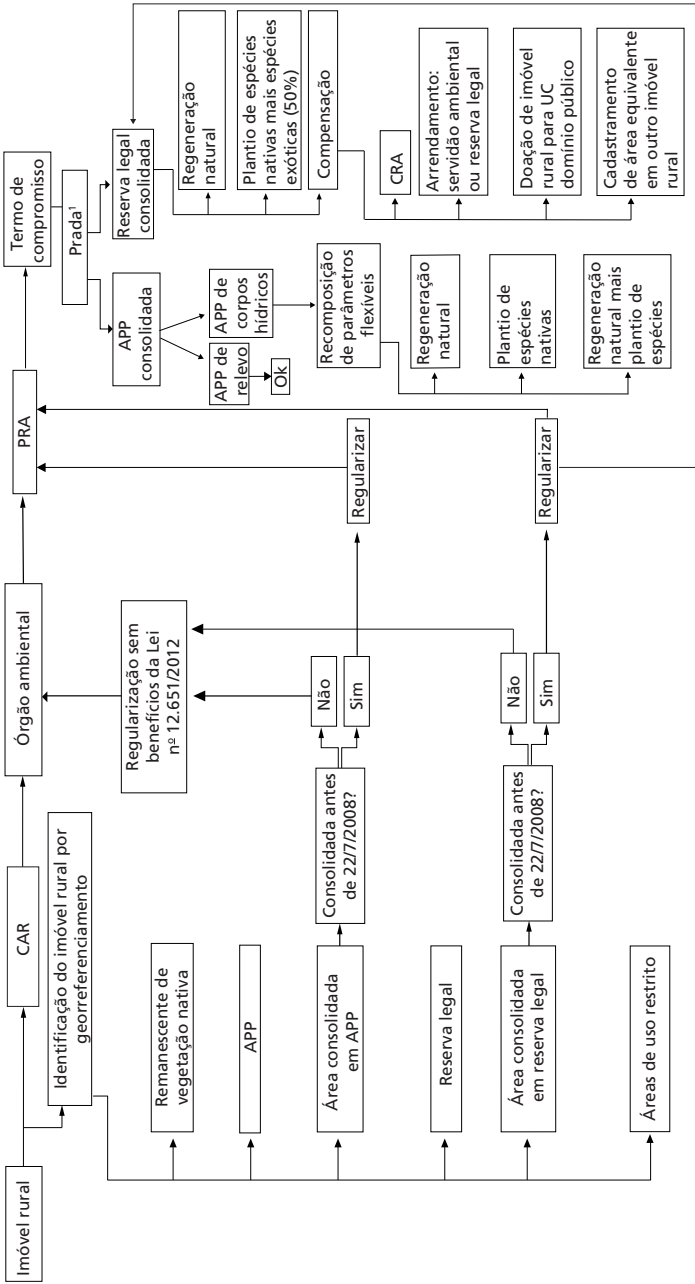 Imóvel rural
CAR
Órgão ambiental
PRA
Termo de
compromisso
Identificação do imóvel rural por
georreferenciamento
Remanescente de
vegetação nativa
APP
Área consolidada
em APP
Reserva legal
Área consolidada
em reserva legal
Áreas de uso restrito
Consolidada antes
de 22/7/2008?
Não
Sim
Consolidada antes
de 22/7/2008?
Não
Sim
Regularização sem
benefícios da Lei
nº 12.651/2012
Regularizar
Regularizar
Prada¹
APP
consolidada
APP de
relevo
Ok
APP de
corpos
hídricos
Recomposição
de parâmetros
flexíveis
Regeneração
natural
Plantio de
espécies
nativas
Regeneração
natural mais
plantio de
espécies
Reserva legal
consolidada
Regeneração
natural
Plantio de espécies
nativas mais espécies
exóticas (50%)
Compensação
CRA
Arrendamento:
servidão ambiental
ou reserva legal
Doação de imóvel
rural para UC
domínio público
Cadastramento
de área equivalente
em outro imóvel
rural